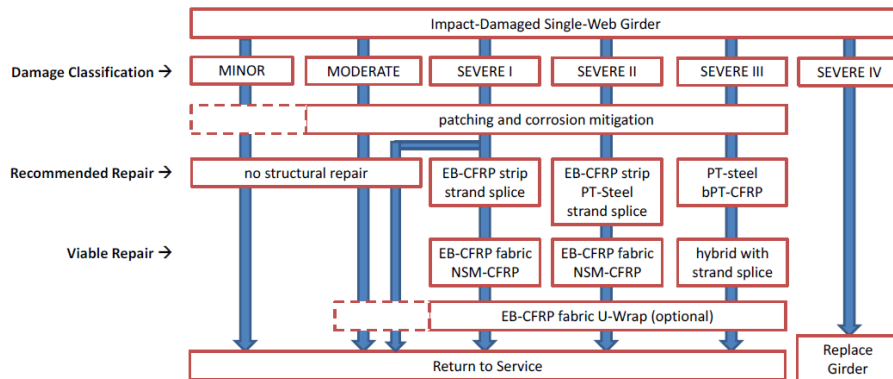 Impact-Damaged Single-Web Girder
Damage Classification →
MINOR
MODERATE
SEVERE I
SEVERE II
SEVERE III
SEVERE IV
patching and corrosion mitigation
Recommended Repair →
no structural repair
EB-CFRP strip
strand splice
EB-CFRP strip
PT-Steel
strand splice
PT-steel
bPT-CFRP
Viable Repair →
EB-CFRP fabric
NSM-CFRP
EB-CFRP fabric
NSM-CFRP
hybrid with
strand splice
EB-CFRP fabric U-Wrap (optional)
Return to Service
Replace
Girder